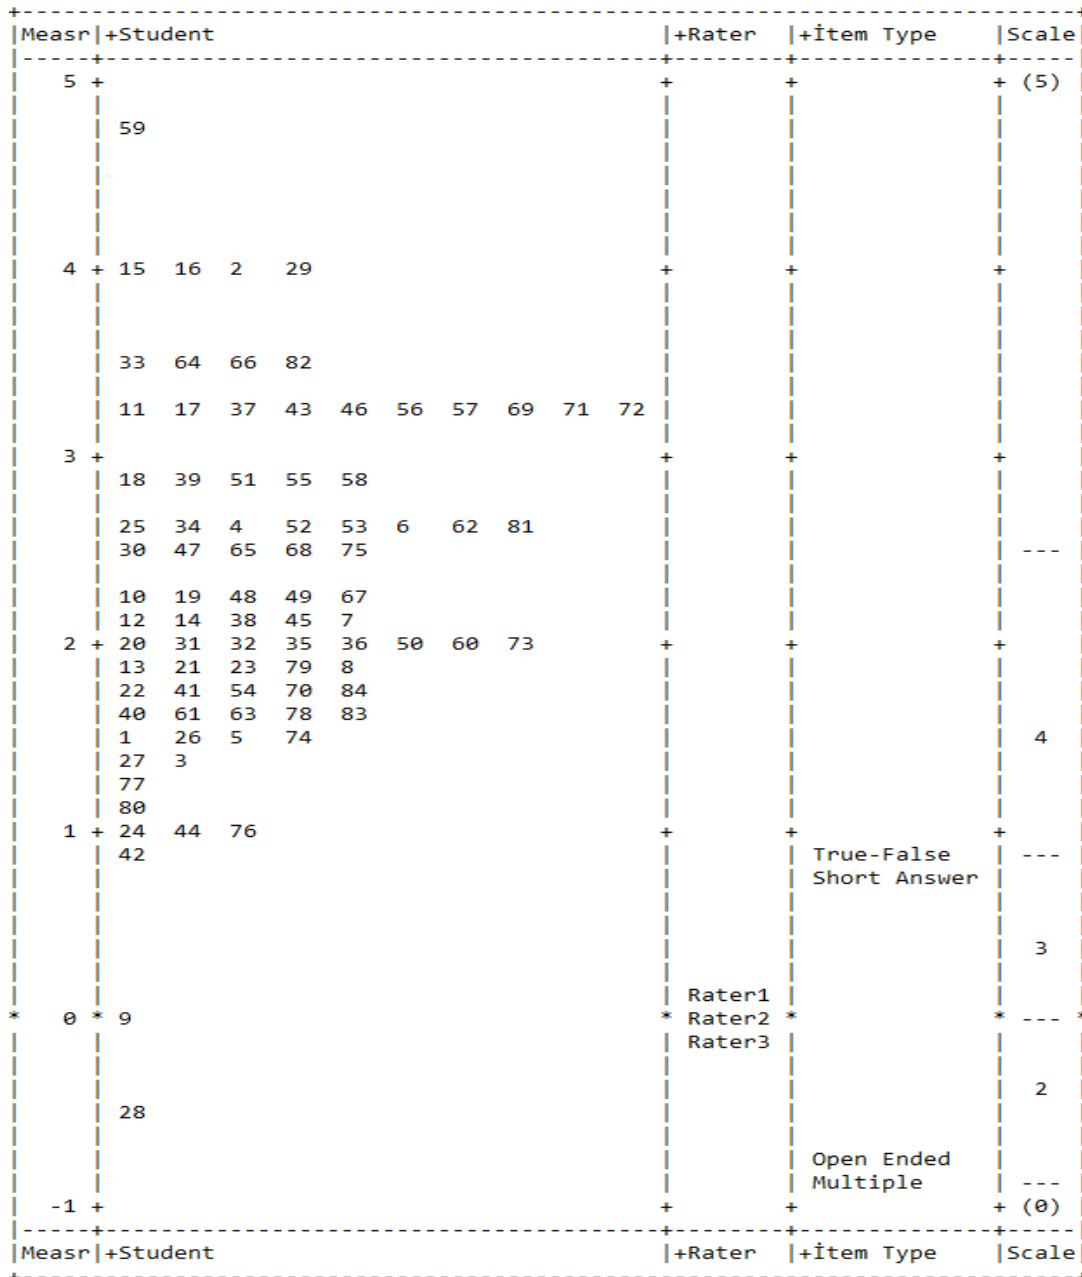 |Measr|+Student |+Rater |+İtem Type |Scale|
5 + + + + (5)
59
4 + 15 16 2 29 + + +
33 64 66 82
11 17 37 43 46 56 57 69 71 72
3 + + + +
18 39 51 55 58
25 34 4 52 53 6 62 81
30 47 65 68 75 ---
10 19 48 49 67
12 14 38 45 7
2 + 20 31 32 35 36 50 60 73 + + +
13 21 23 79 8
22 41 54 70 84
40 61 63 78 83
1 26 5 74 4
27 3
77
80
1 + 24 44 76 + + +
42 True-False ---
Short Answer
3
Rater1
* 0 * 9 * Rater2 * * --- *
Rater3
2
28
Open Ended
Multiple ---
-1 + + + + (0)
|Measr|+Student |+Rater |+İtem Type |Scale|